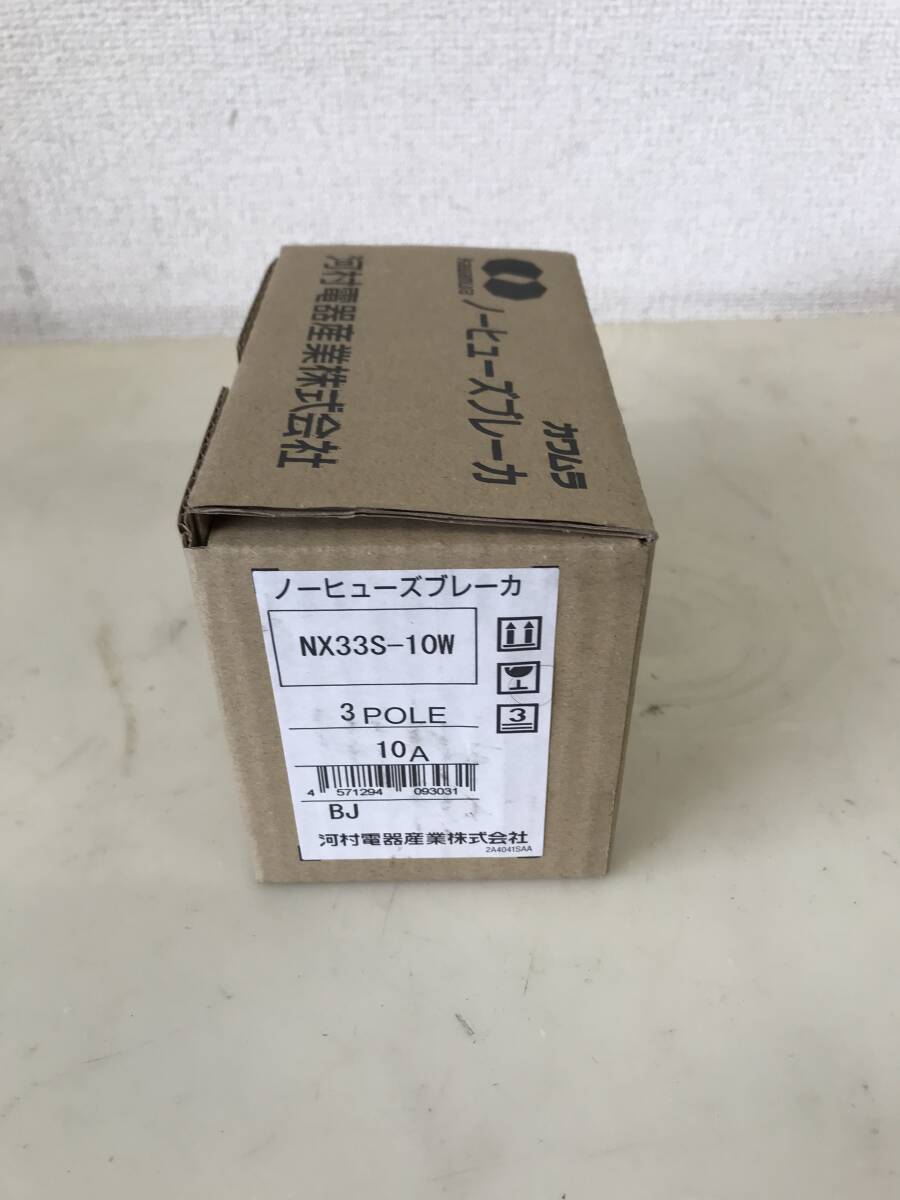 カワムラ
kawamura ノーヒューズブレーカ
河村電器産業株式会社
ノーヒューズブレーカ
NX33S-10W
3 POLE
10A
4 571294 093031
BJ
河村電器産業株式会社
2A4041SAA
3